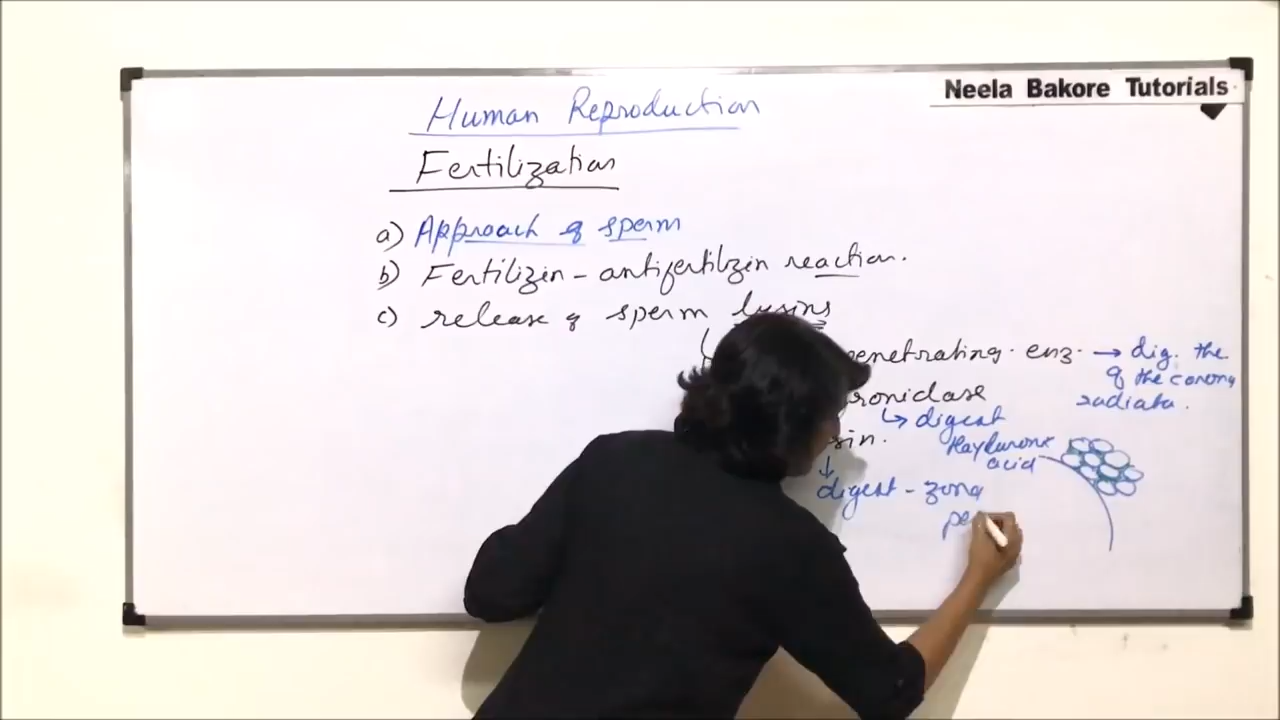 Neela Bakore Tutorials
Human Reproduction
Fertilization
a) Approach of sperm
b) Fertilizin - antifertilizin reaction.
c) release of sperm lysins
penetrating enz. → dig. the
of the corona
radiata.
ronidase
↳ digest
Hayluronic
acid
sin.
↓
digest - zona
pe